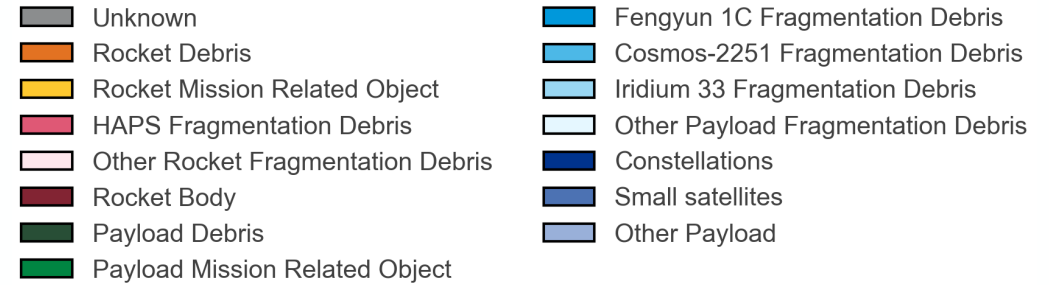 Unknown
Rocket Debris
Rocket Mission Related Object
HAPS Fragmentation Debris
Other Rocket Fragmentation Debris
Rocket Body
Payload Debris
Payload Mission Related Object
Fengyun 1C Fragmentation Debris
Cosmos-2251 Fragmentation Debris
Iridium 33 Fragmentation Debris
Other Payload Fragmentation Debris
Constellations
Small satellites
Other Payload